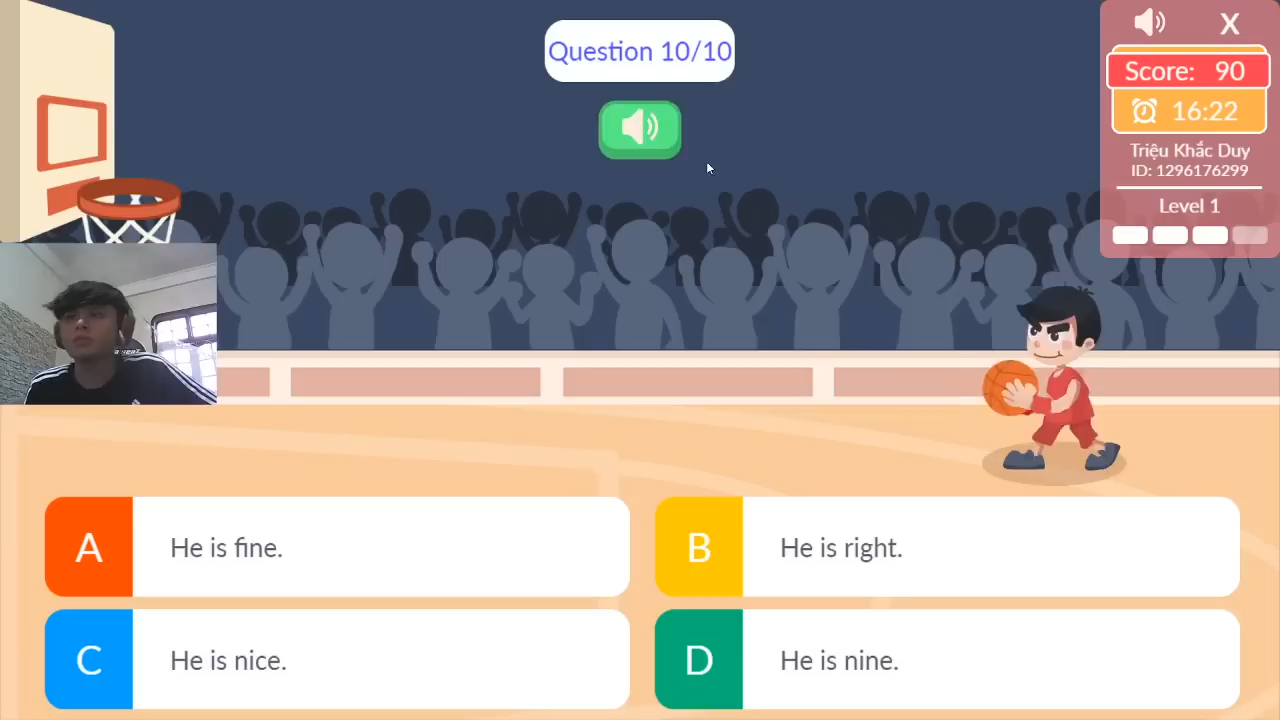 Question 10/10
X
Score: 90
16:22
Triệu Khắc Duy
ID: 1296176299
Level 1
A
He is fine.
B
He is right.
C
He is nice.
D
He is nine.